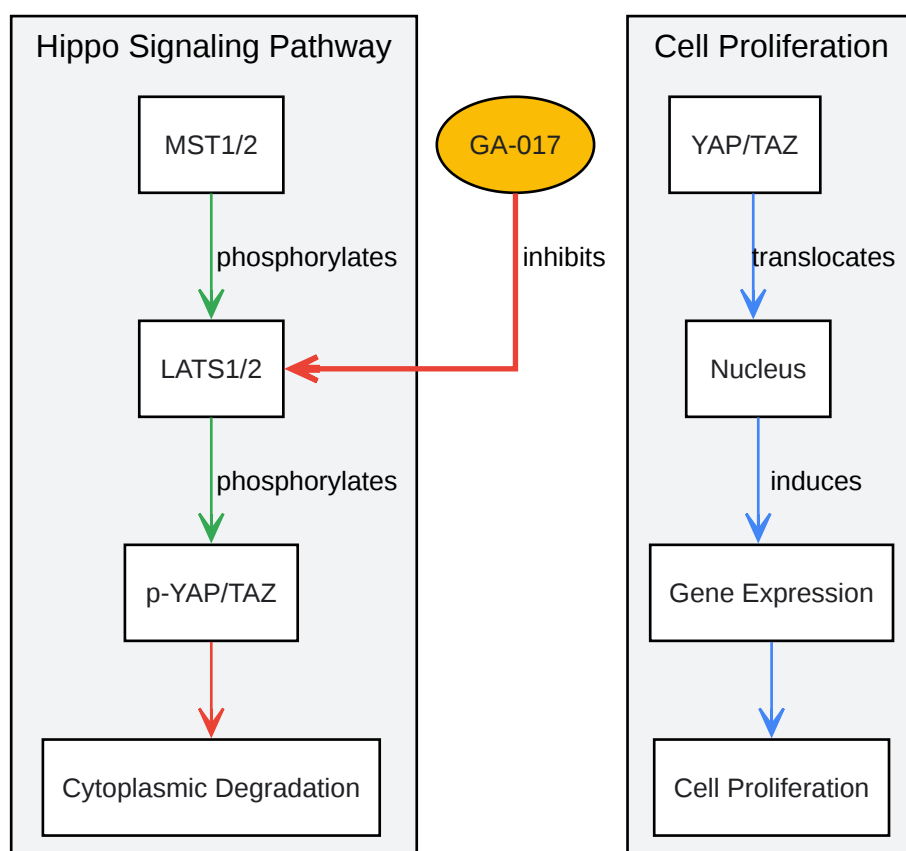 Hippo Signaling Pathway
MST1/2
phosphorylates
LATS1/2
phosphorylates
p-YAP/TAZ
Cytoplasmic Degradation
GA-017
inhibits
Cell Proliferation
YAP/TAZ
translocates
Nucleus
induces
Gene Expression
Cell Proliferation